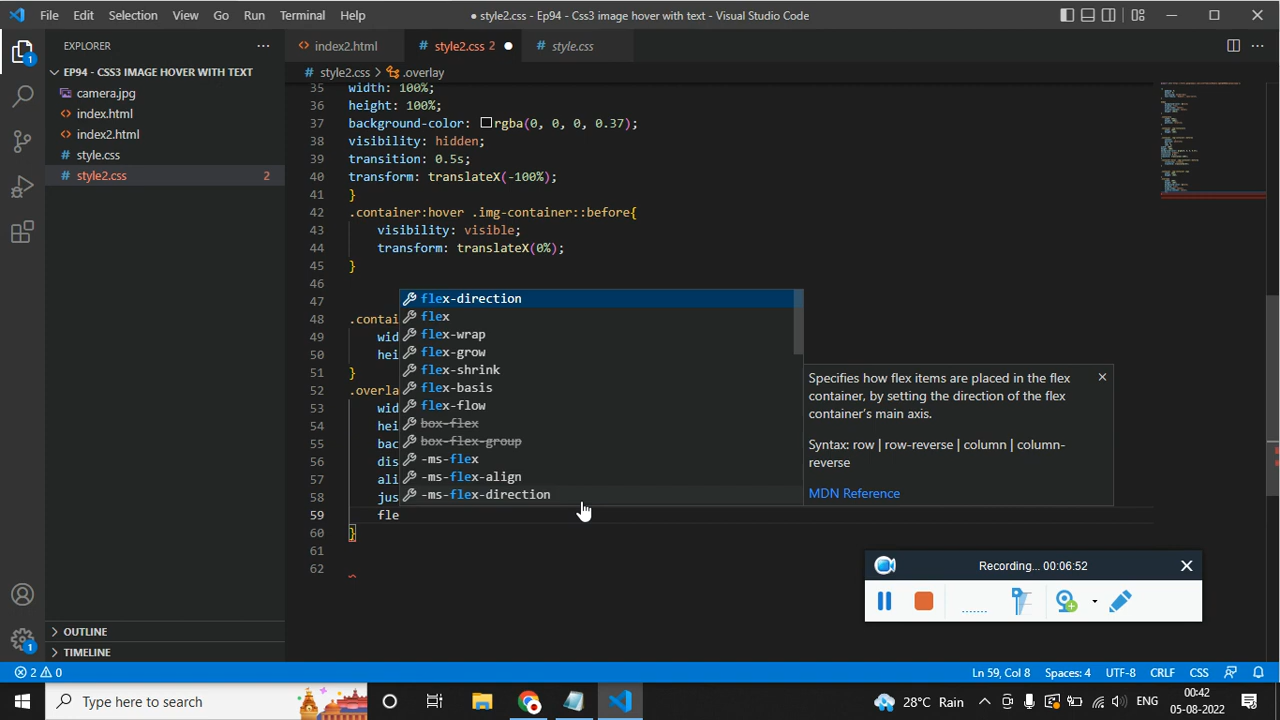 File Edit Selection View Go Run Terminal Help
● style2.css - Ep94 - Css3 image hover with text - Visual Studio Code
EXPLORER
EP94 - CSS3 IMAGE HOVER WITH TEXT
camera.jpg
index.html
index2.html
style.css
style2.css 2
OUTLINE
TIMELINE
index2.html
# style2.css 2 ●
# style.css
# style2.css > .overlay
35 width: 100%;
36 height: 100%;
37 background-color: rgba(0, 0, 0, 0.37);
38 visibility: hidden;
39 transition: 0.5s;
40 transform: translateX(-100%);
41 }
42 .container:hover .img-container::before{
43 visibility: visible;
44 transform: translateX(0%);
45 }
46
47
48 .contai
49 wid
50 hei
51 }
52 .overla
53 wid
54 hei
55 bac
56 dis
57 ali
58 jus
59 fle
60 }
61
62
flex-direction
flex
flex-wrap
flex-grow
flex-shrink
flex-basis
flex-flow
box-flex
box-flex-group
-ms-flex
-ms-flex-align
-ms-flex-direction
Specifies how flex items are placed in the flex
container, by setting the direction of the flex
container's main axis.
Syntax: row | row-reverse | column | column-
reverse
MDN Reference
Recording... 00:06:52
2 0
Ln 59, Col 8 Spaces: 4 UTF-8 CRLF CSS
Type here to search
28°C Rain
ENG
00:42
05-08-2022